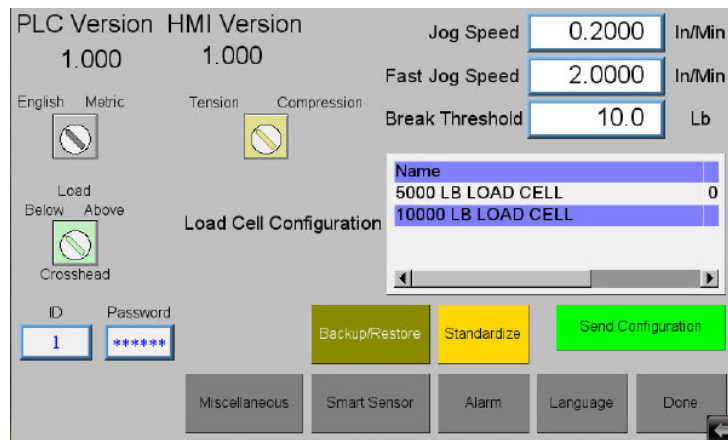 PLC Version HMI Version
1.000 1.000
Jog Speed 0.2000 In/Min
Fast Jog Speed 2.0000 In/Min
Break Threshold 10.0 Lb
English Metric
Tension Compression
Load
Below Above
Crosshead
Load Cell Configuration
Name
5000 LB LOAD CELL 0
10000 LB LOAD CELL
ID Password
1 ******
Backup/Restore Standardize Send Configuration
Miscellaneous Smart Sensor Alarm Language Done